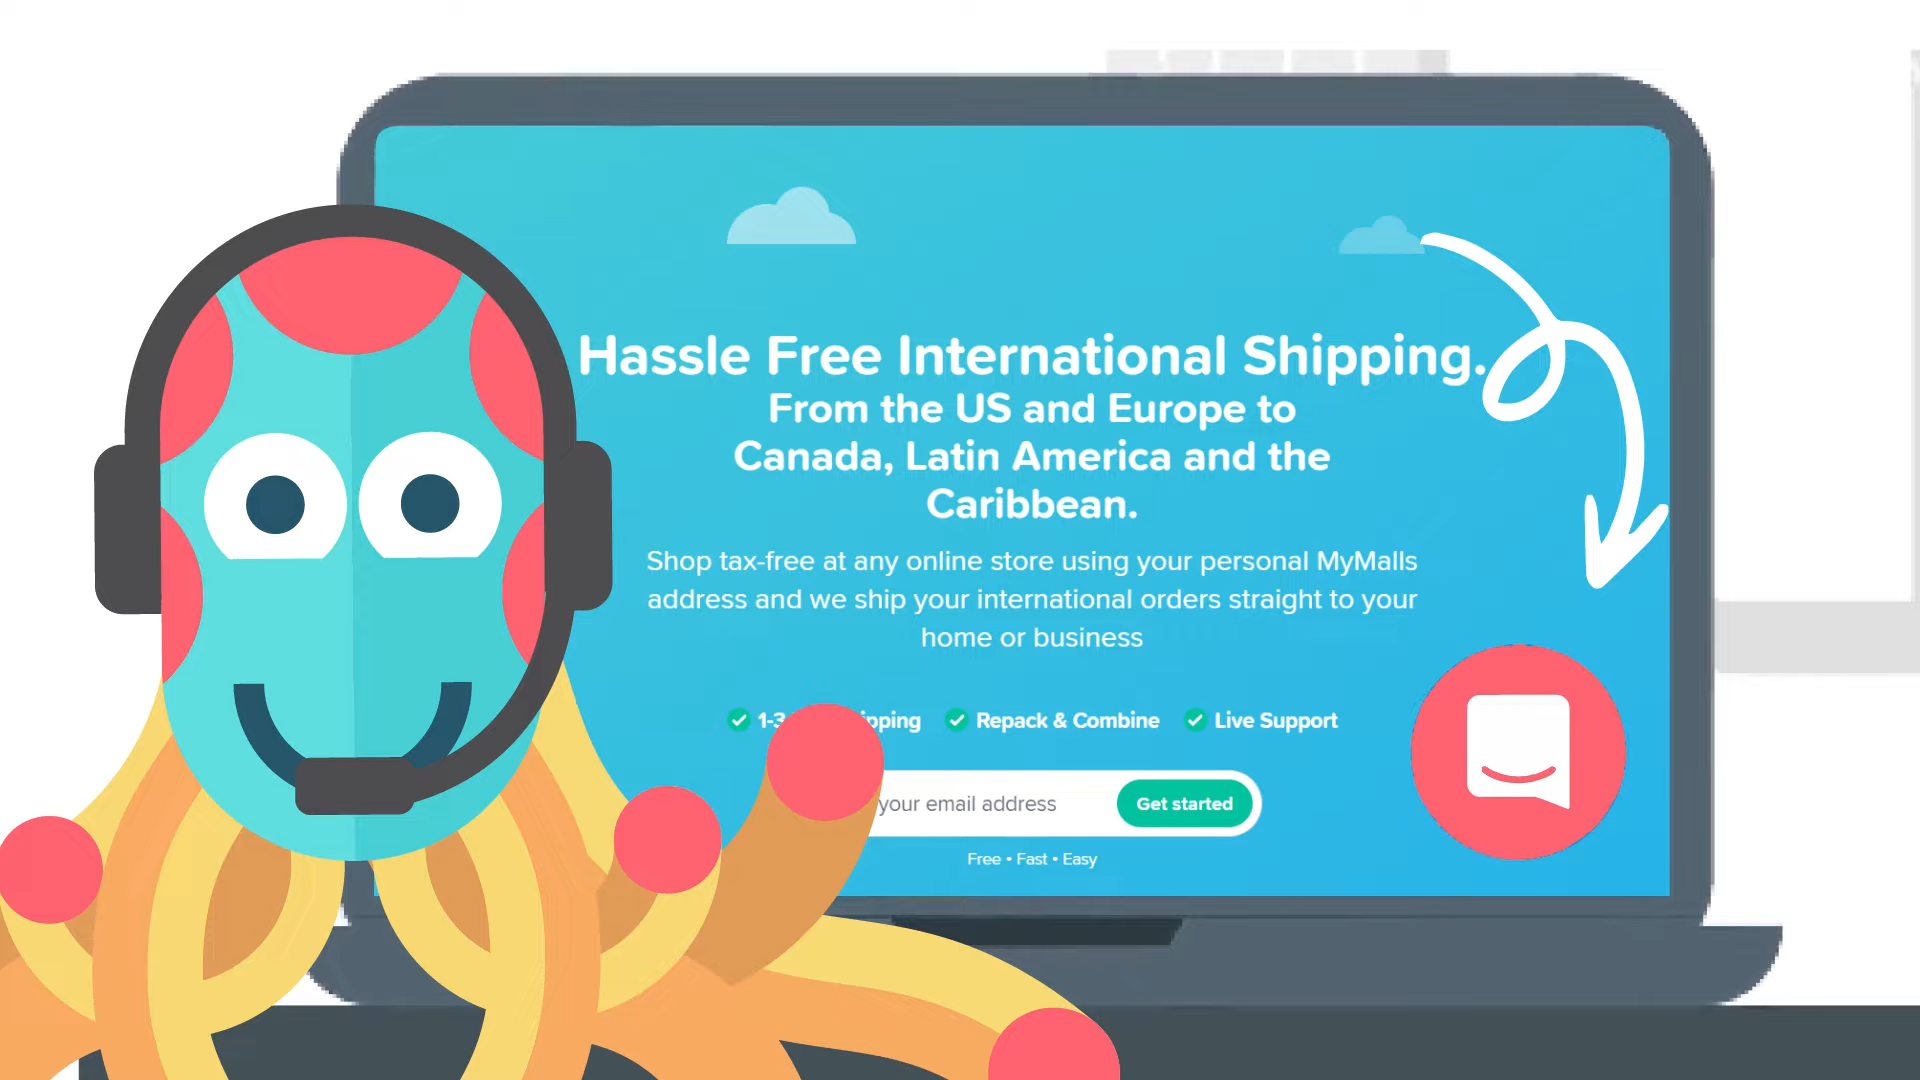 Hassle Free International Shipping.
From the US and Europe to
Canada, Latin America and the
Caribbean.
Shop tax-free at any online store using your personal MyMalls
address and we ship your international orders straight to your
home or business
Repack & Combine
Live Support
your email address
Get started
Free • Fast • Easy